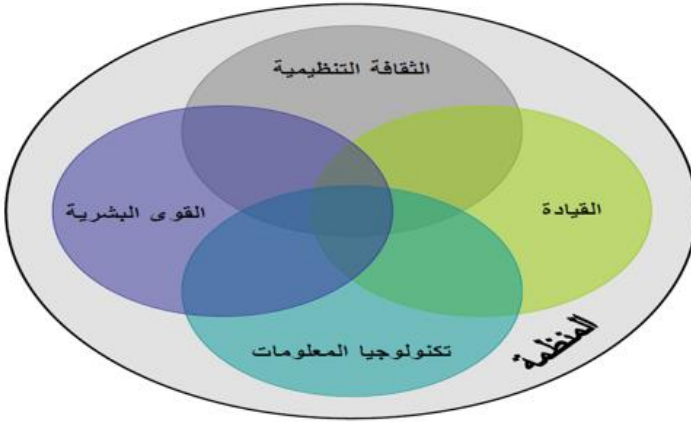 الثقافة التنظيمية
القيادة
القوى البشرية
تكنولوجيا المعلومات
المنظمة